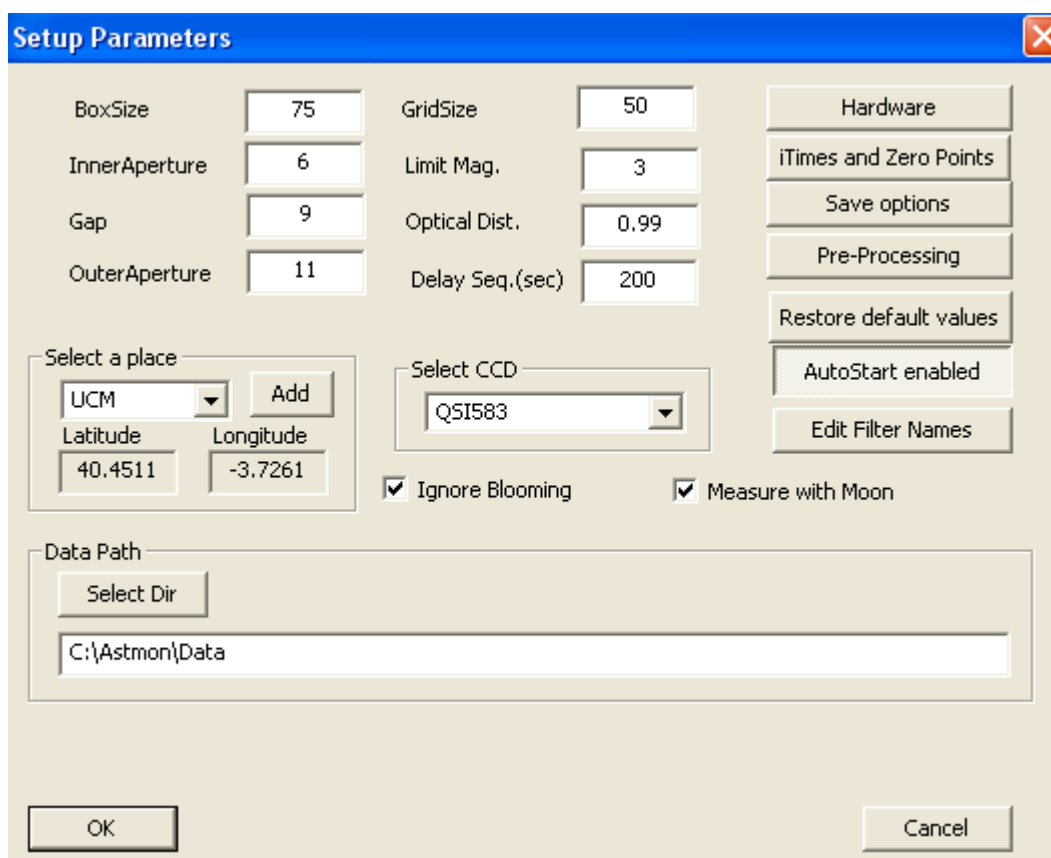 Setup Parameters
BoxSize 75 GridSize 50 Hardware
InnerAperture 6 Limit Mag. 3 iTimes and Zero Points
Gap 9 Optical Dist. 0.99 Save options
OuterAperture 11 Delay Seq.(sec) 200 Pre-Processing
Restore default values
Select a place
UCM Add
Latitude Longitude
40.4511 -3.7261
Select CCD
QSI583
AutoStart enabled
Edit Filter Names
Ignore Blooming Measure with Moon
Data Path
Select Dir
C:\Astmon\Data
OK Cancel